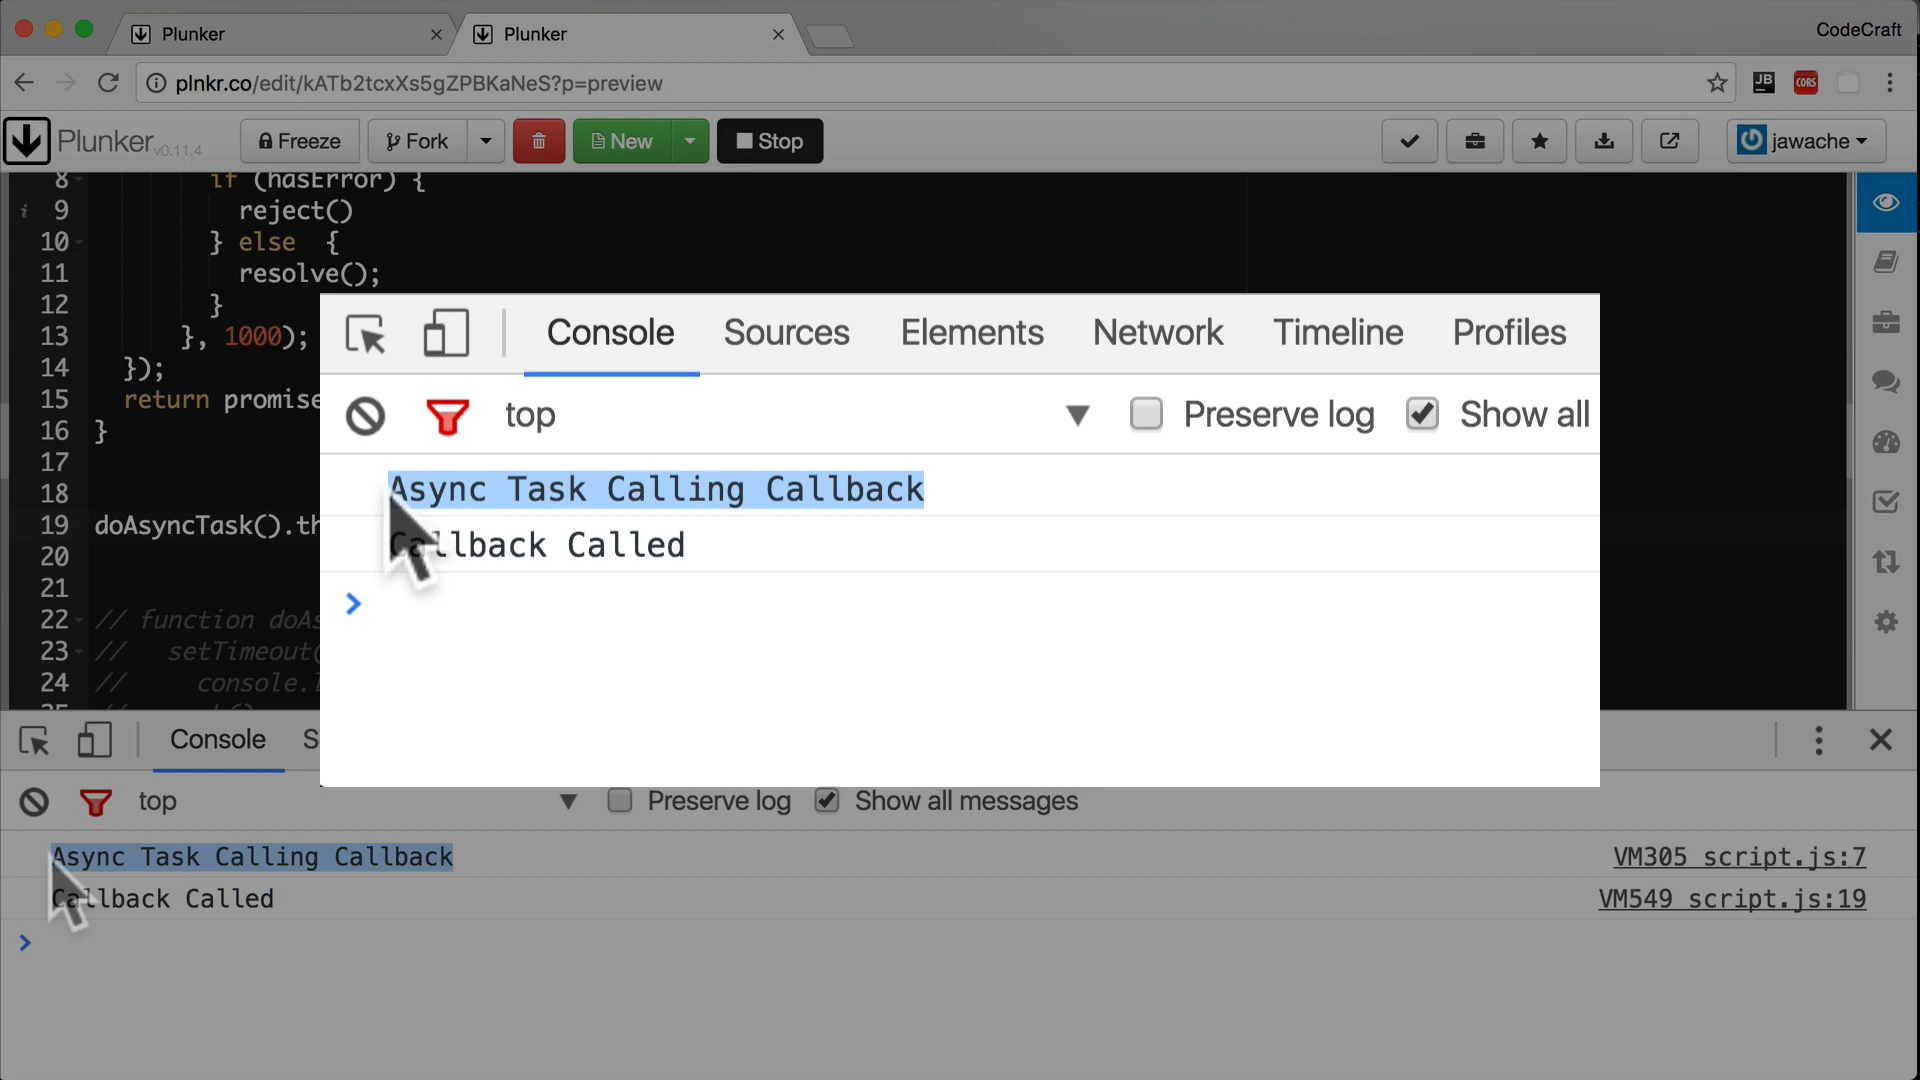 Plunker
Plunker
CodeCraft
plnkr.co/edit/kATb2tcxXs5gZPBKaNeS?p=preview
Plunker v0.11.4
Freeze
Fork
New
Stop
JB
CORS
jawache
8 if (hasError) {
9 reject()
10 } else {
11 resolve();
12 }
13 }, 1000);
14 });
15 return promise
16 }
17
18
19 doAsyncTask().th
20
21
22 // function doAs
23 // setTimeout(
24 // console.
Console Sources Elements Network Timeline Profiles
top Preserve log Show all
Async Task Calling Callback
Callback Called
>
Console S
top Preserve log Show all messages
Async Task Calling Callback VM305 script.js:7
Callback Called VM549 script.js:19
>